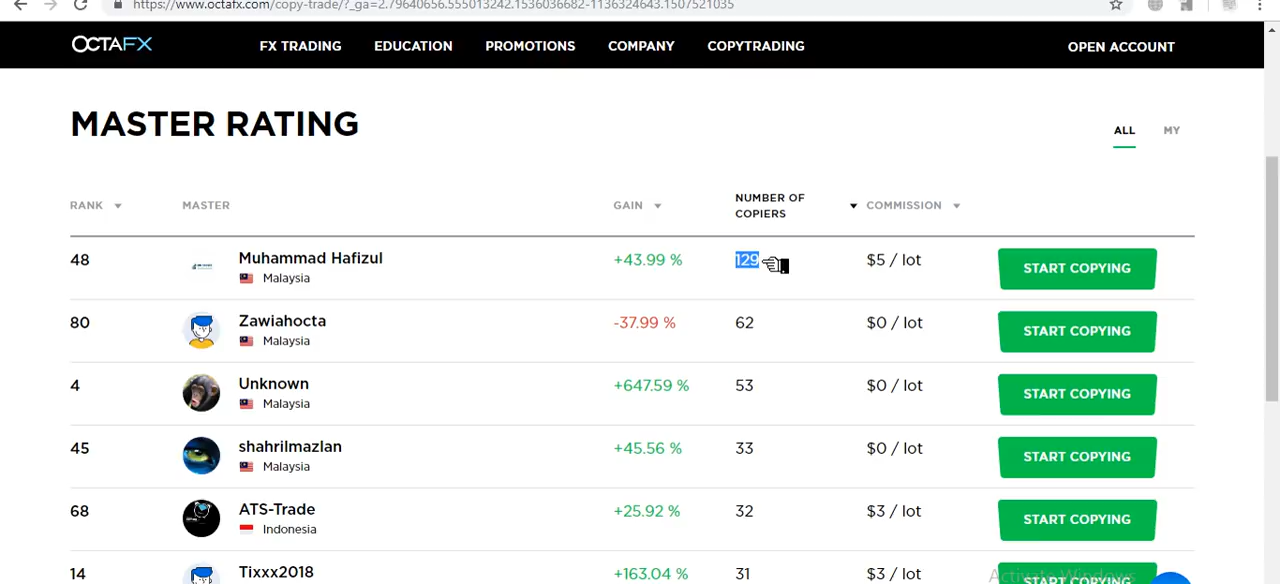 https://www.octafx.com/copy-trade/?_ga=2.79640656.555013242.1536036682-1136324643.1507521035
OCTAFX FX TRADING EDUCATION PROMOTIONS COMPANY COPYTRADING OPEN ACCOUNT
MASTER RATING
ALL MY
RANK MASTER GAIN NUMBER OF COPIERS COMMISSION
48 Muhammad Hafizul +43.99 % 129 $5 / lot START COPYING
Malaysia
80 Zawiahocta -37.99 % 62 $0 / lot START COPYING
Malaysia
4 Unknown +647.59 % 53 $0 / lot START COPYING
Malaysia
45 shahrilmazlan +45.56 % 33 $0 / lot START COPYING
Malaysia
68 ATS-Trade +25.92 % 32 $3 / lot START COPYING
Indonesia
14 Tixxx2018 +163.04 % 31 $3 / lot START COPYING
Activate Windows